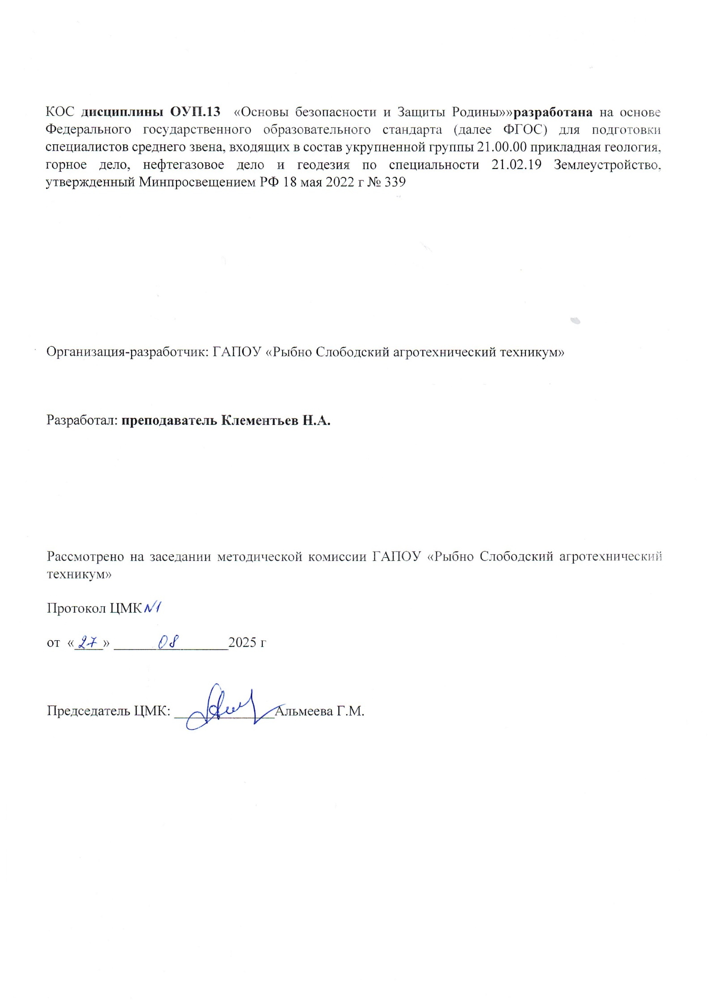 КОС дисциплины ОУП.13 «Основы безопасности и Защиты Родины»»разработана на основе
Федерального государственного образовательного стандарта (далее ФГОС) для подготовки
специалистов среднего звена, входящих в состав укрупненной группы 21.00.00 прикладная геология,
горное дело, нефтегазовое дело и геодезия по специальности 21.02.19 Землеустройство,
утвержденный Минпросвещением РФ 18 мая 2022 г № 339
Организация-разработчик: ГАПОУ «Рыбно Слободский агротехнический техникум»
Разработал: преподаватель Клементьев Н.А.
Рассмотрено на заседании методической комиссии ГАПОУ «Рыбно Слободский агротехнический
техникум»
Протокол ЦМК N1
от «27» 08 2025 г
Председатель ЦМК: Альмеева Г.М.